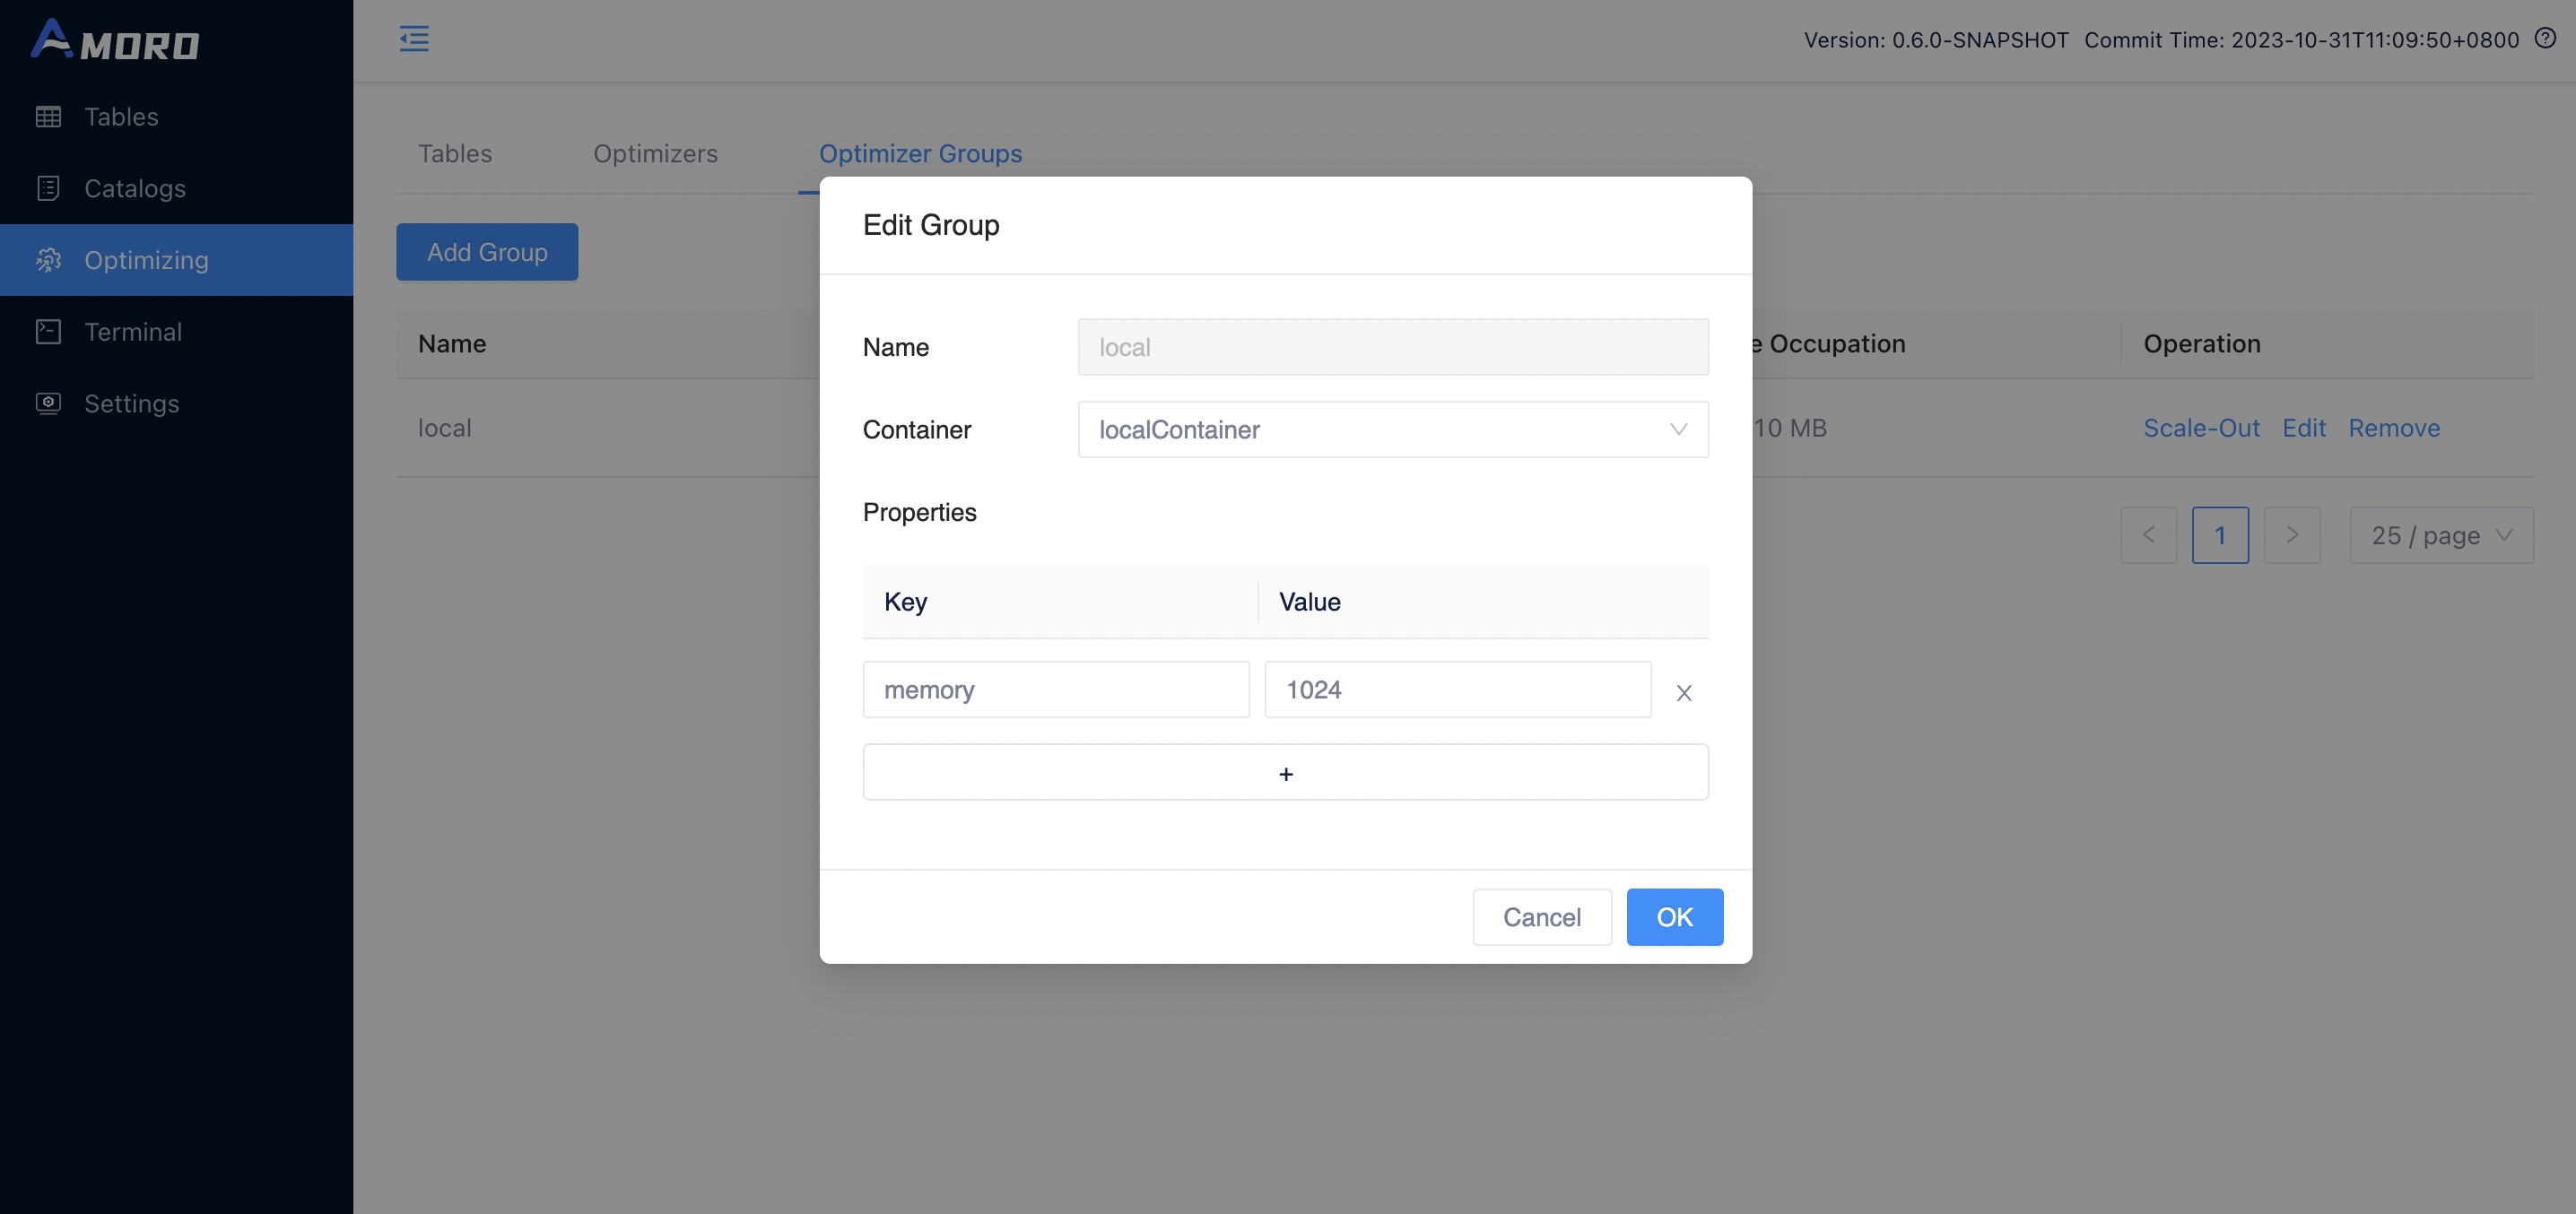 AMORO
Version: 0.6.0-SNAPSHOT Commit Time: 2023-10-31T11:09:50+0800
Tables
Catalogs
Optimizing
Terminal
Settings
Tables Optimizers Optimizer Groups
Add Group
Name e Occupation Operation
local 10 MB Scale-Out Edit Remove
< 1 > 25 / page
Edit Group
Name local
Container localContainer
Properties
Key Value
memory 1024 X
+
Cancel OK